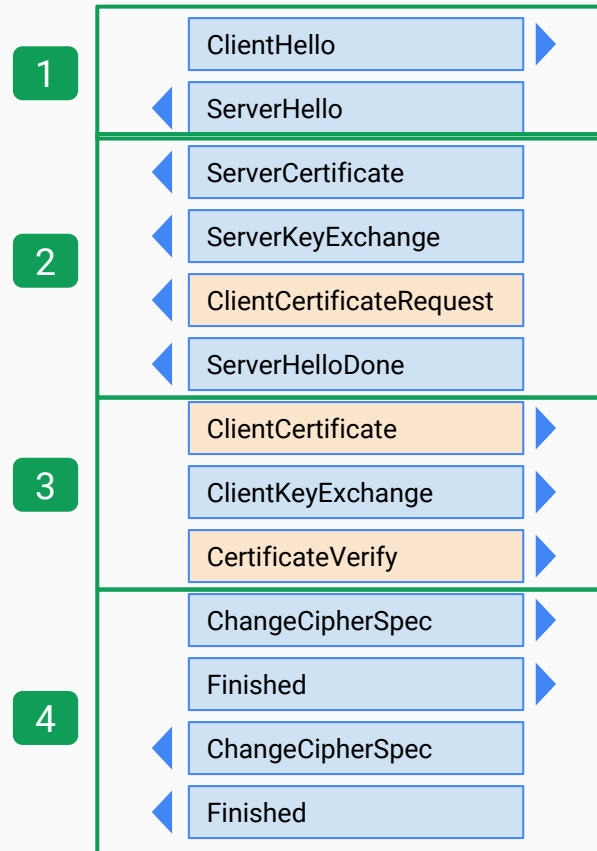 1
ClientHello
ServerHello
2
ServerCertificate
ServerKeyExchange
ClientCertificateRequest
ServerHelloDone
3
ClientCertificate
ClientKeyExchange
CertificateVerify
4
ChangeCipherSpec
Finished
ChangeCipherSpec
Finished